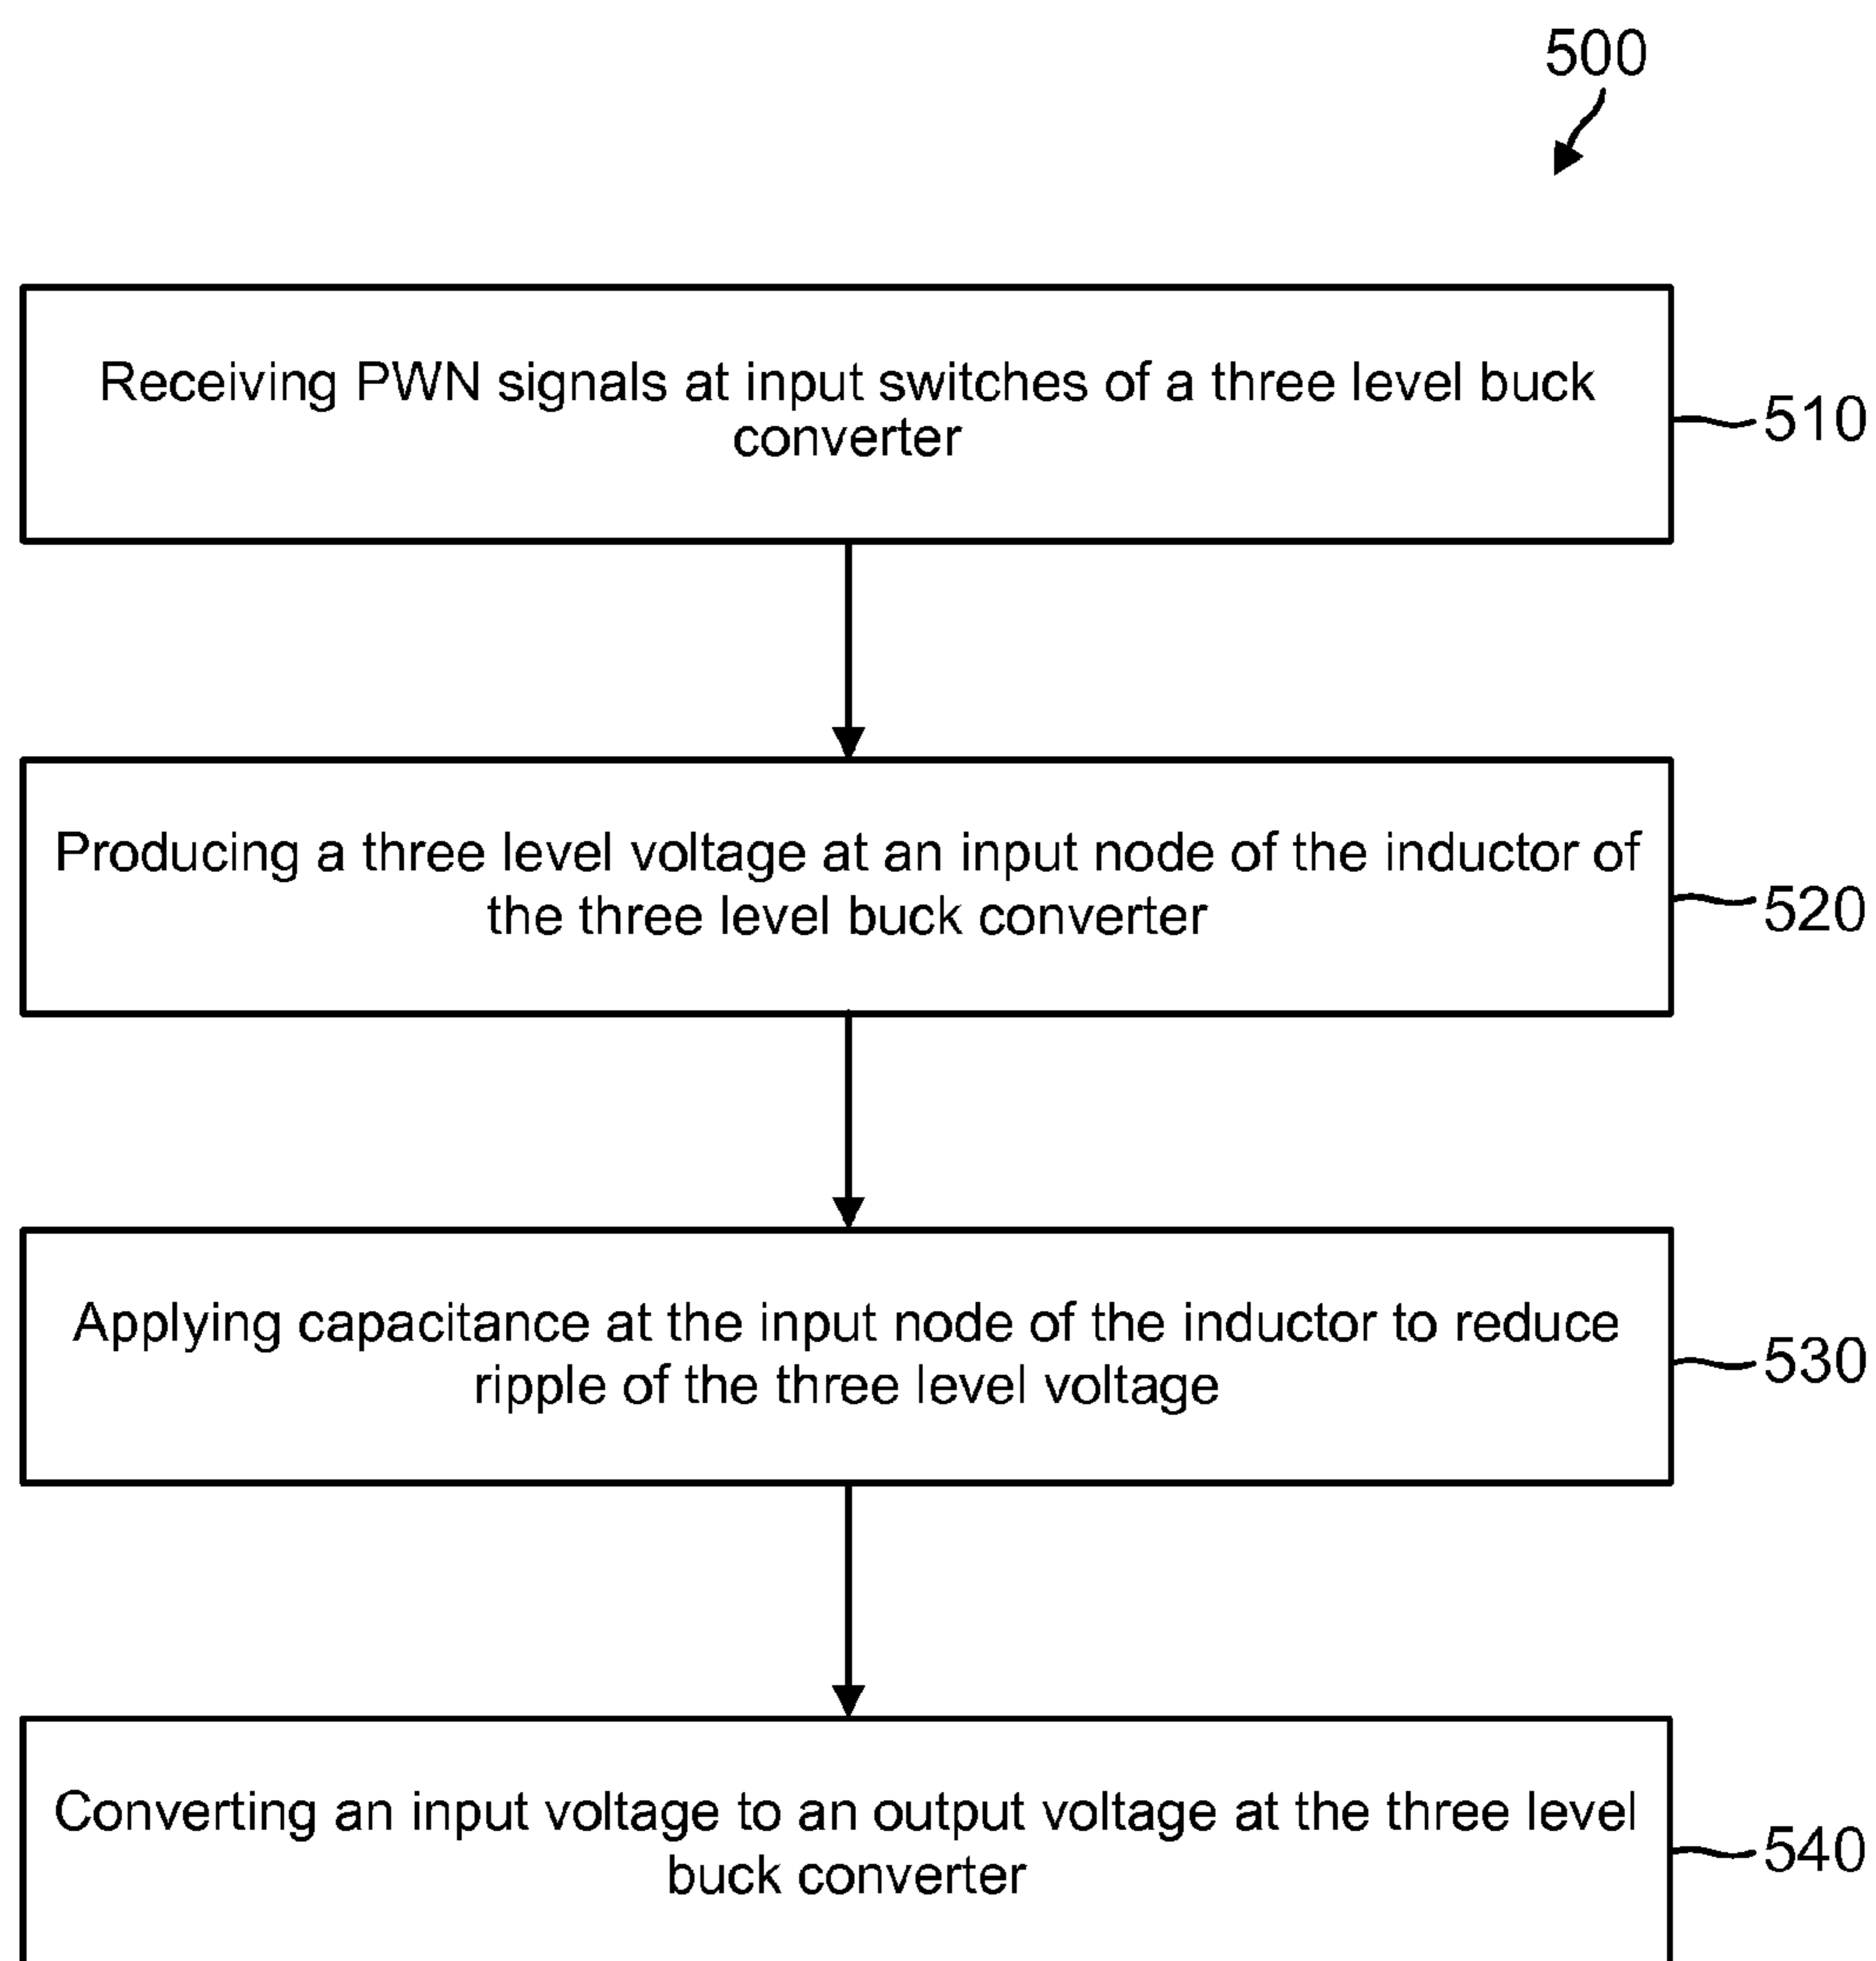 500
Receiving PWN signals at input switches of a three level buck
converter
510
Producing a three level voltage at an input node of the inductor of
the three level buck converter
520
Applying capacitance at the input node of the inductor to reduce
ripple of the three level voltage
530
Converting an input voltage to an output voltage at the three level
buck converter
540